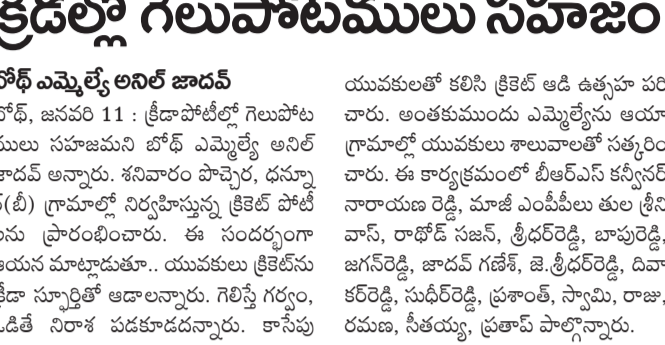 క్రీడల్లో గెలుపోటములు సహజం
బోథ్ ఎమ్మెల్యే అనిల్ జాదవ్
బోథ్, జనవరి 11 : క్రీడాపోటీల్లో గెలుపోట
ములు సహజమని బోథ్ ఎమ్మెల్యే అనిల్
జాదవ్ అన్నారు. శనివారం పొచ్చెర, ధన్నూ
ర్(బీ) గ్రామాల్లో నిర్వహిస్తున్న క్రికెట్ పోటీ
లను ప్రారంభించారు. ఈ సందర్భంగా
ఆయన మాట్లాడుతూ.. యువకులు క్రికెట్‌ను
క్రీడా స్ఫూర్తితో ఆడాలన్నారు. గెలిస్తే గర్వం,
ఓడితే నిరాశ పడకూడదన్నారు. కాసేపు
యువకులతో కలిసి క్రికెట్ ఆడి ఉత్సహ పరి
చారు. అంతకుముందు ఎమ్మెల్యేను ఆయా
గ్రామాల్లో యువకులు శాలువాలతో సత్కరిం
చారు. ఈ కార్యక్రమంలో బీఆర్ఎస్ కన్వీనర్
నారాయణ రెడ్డి, మాజీ ఎంపీపీలు తుల శ్రీని
వాస్, రాథోడ్ సజన్, శ్రీధర్‌రెడ్డి, బాపురెడ్డి,
జగన్‌రెడ్డి, జాదవ్ గణేశ్, జె.శ్రీధర్‌రెడ్డి, దివా
కర్‌రెడ్డి, సుధీర్‌రెడ్డి, ప్రశాంత్, స్వామి, రాజు,
రమణ, సీతయ్య, ప్రతాప్ పాల్గొన్నారు.